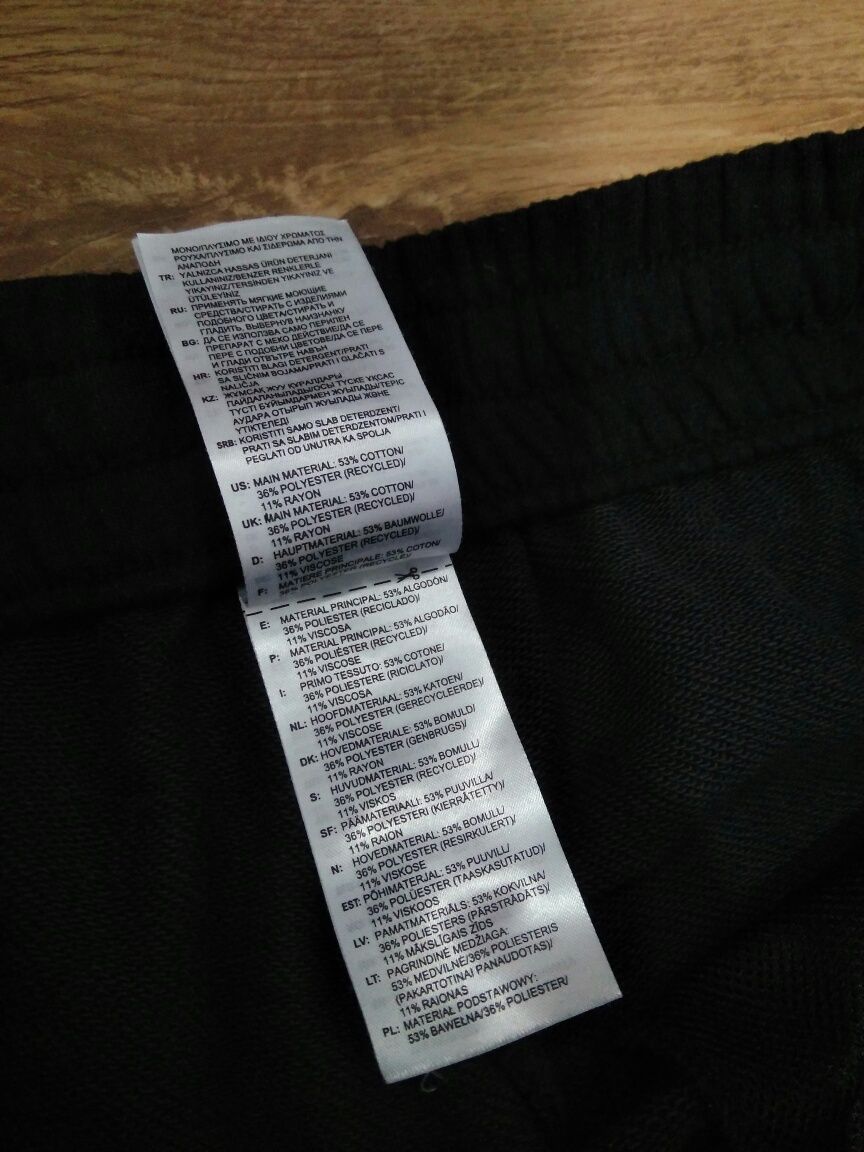 ΜΟΝΟ/ΠΛΥΣΙΜΟ ΜΕ ΙΔΙΟΥ ΧΡΩΜΑΤΟΣ
ΡΟΥΧΑ/ΠΛΥΣΙΜΟ ΚΑΙ ΣΙΔΕΡΩΜΑ ΑΠΟ ΤΗΝ
ΑΝΑΠΟΔΗ
TR: YALNIZCA HASSAS ÜRÜN DETERJANI
KULLANINIZ/BENZER RENKLERLE
YIKAYINIZ/TERSİNDEN YIKAYINIZ VE
ÜTÜLEYİNİZ
RU: ПРИМЕНЯТЬ МЯГКИЕ МОЮЩИЕ
СРЕДСТВА/СТИРАТЬ С ИЗДЕЛИЯМИ
ПОДОБНОГО ЦВЕТА/СТИРАТЬ И
ГЛАДИТЬ, ВЫВЕРНУВ НАИЗНАНКУ
BG: ДА СЕ ИЗПОЛЗВА САМО ПЕРИЛЕН
ПРЕПАРАТ С МЕКО ДЕЙСТВИЕ/ДА СЕ
ПЕРЕ С ПОДОБНИ ЦВЕТОВЕ/ДА СЕ ПЕРЕ
И ГЛАДИ ОТВЪТРЕ НАВЪН
HR: KORISTITI BLAGI DETERGENT/PRATI
SA SLIČNIM BOJAMA/PRATI I GLAČATI S
NALIČJA
KZ: ЖҰМСАҚ ЖУУ ҚҰРАЛДАРЫ
ПАЙДАЛАНЫЛАДЫ/ОСЫ ТҮСКЕ ҰҚСАС
ТҮСТІ БҰЙЫМДАРМЕН ЖУЫЛАДЫ/ТЕРІС
АУДАРА ОТЫРЫП ЖУЫЛАДЫ ЖӘНЕ
ҮТІКТЕЛЕДІ
SRB: KORISTITI SAMO SLAB DETERDZENT/
PRATI SA SLABIM DETERDZENTOM/PRATI I
PEGLATI OD UNUTRA KA SPOLJA
US: MAIN MATERIAL: 53% COTTON/
36% POLYESTER (RECYCLED)/
11% RAYON
UK: MAIN MATERIAL: 53% COTTON/
36% POLYESTER (RECYCLED)/
11% RAYON
D: HAUPTMATERIAL: 53% BAUMWOLLE/
36% POLYESTER (RECYCLED)/
11% VISCOSE
F: MATIERE PRINCIPALE: 53% COTON/
36% POLYESTER (RECYCLE)/
E: MATERIAL PRINCIPAL: 53% ALGODÓN/
36% POLIESTER (RECICLADO)/
11% VISCOSA
P: MATERIAL PRINCIPAL: 53% ALGODÃO/
36% POLIÉSTER (RECYCLED)/
11% VISCOSE
I: PRIMO TESSUTO: 53% COTONE/
36% POLIESTERE (RICICLATO)/
11% VISCOSA
NL: HOOFDMATERIAAL: 53% KATOEN/
36% POLYESTER (GERECYCLEERDE)/
11% VISCOSE
DK: HOVEDMATERIALE: 53% BOMULD/
36% POLYESTER (GENBRUGS)/
11% RAYON
S: HUVUDMATERIAL: 53% BOMULL/
36% POLYESTER (RECYCLED)/
11% VISKOS
SF: PÄÄMATERIAALI: 53% PUUVILLA/
36% POLYESTERI (KIERRÄTETTY)/
11% RAION
N: HOVEDMATERIAL: 53% BOMULL/
36% POLYESTER (RESIRKULERT)/
11% VISKOSE
EST: PÕHIMATERJAL: 53% PUUVILL/
36% POLÜESTER (TAASKASUTATUD)/
11% VISKOOS
LV: PAMATMATERIĀLS: 53% KOKVILNA/
36% POLIESTERS (PĀRSTRĀDĀTS)/
11% MĀKSLĪGAIS ZĪDS
LT: PAGRINDINĖ MEDŽIAGA:
53% MEDVILNĖ/36% POLIESTERIS
(PAKARTOTINAI PANAUDOTAS)/
11% RAIONAS
PL: MATERIAŁ PODSTAWOWY:
53% BAWEŁNA/36% POLIESTER/